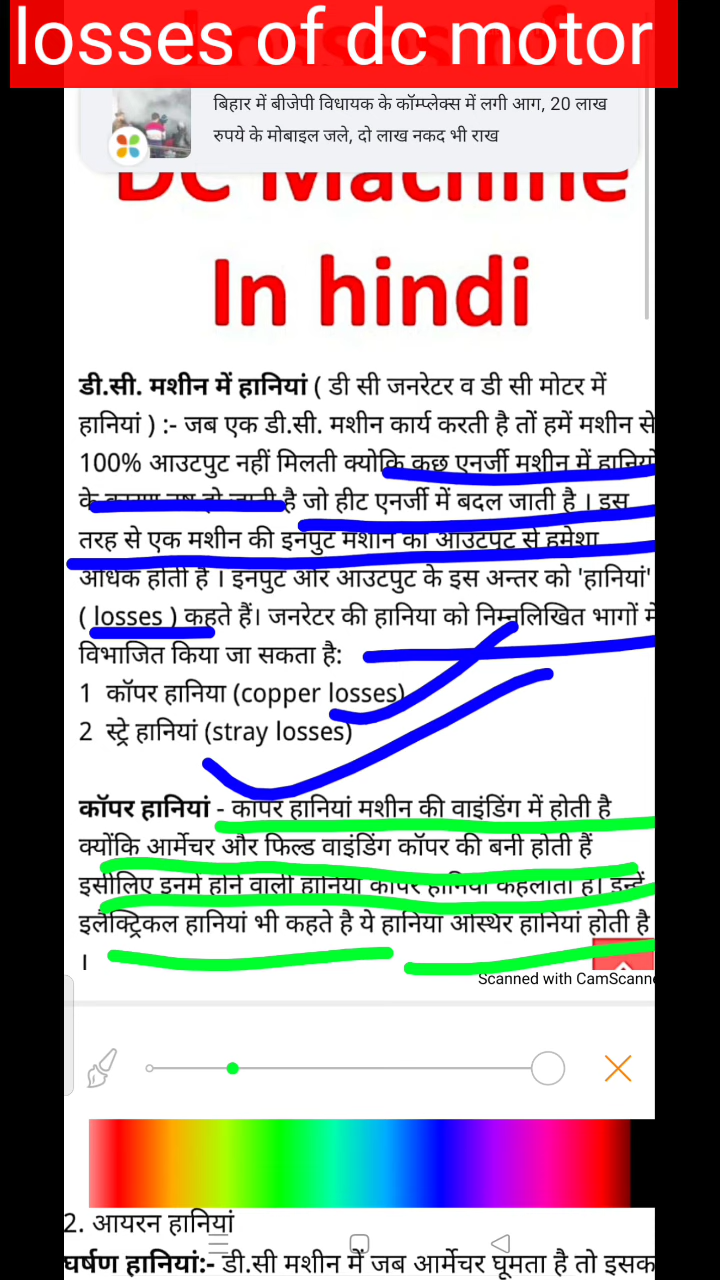 losses of dc motor
बिहार में बीजेपी विधायक के कॉम्प्लेक्स में लगी आग, 20 लाख
रुपये के मोबाइल जले, दो लाख नकद भी राख
DC Machine
In hindi
डी.सी. मशीन में हानियां ( डी सी जनरेटर व डी सी मोटर में
हानियां ) :- जब एक डी.सी. मशीन कार्य करती है तों हमें मशीन से
100% आउटपुट नहीं मिलती क्योकि कुछ एनर्जी मशीन में हानियो
के है जो हीट एनर्जी में बदल जाती है । इस
तरह से एक मशीन की इनपुट मशीन की आउटपुट से हमेशा
अधिक होती है । इनपुट और आउटपुट के इस अन्तर को 'हानियां'
( losses ) कहते हैं। जनरेटर की हानिया को निम्नलिखित भागों में
विभाजित किया जा सकता है:
1 कॉपर हानिया (copper losses)
2 स्ट्रे हानियां (stray losses)
कॉपर हानियां - कॉपर हानियां मशीन की वाइंडिंग में होती है
क्योंकि आर्मेचर और फिल्ड वाइंडिंग कॉपर की बनी होती हैं
इसीलिए इनमे होने वाली हानिया कॉपर हानिया कहलाती है। इन्हें
इलैक्ट्रिकल हानियां भी कहते है ये हानिया अस्थिर हानियां होती है
।
Scanned with CamScanne
2. आयरन हानियां
घर्षण हानियां:- डी.सी मशीन में जब आर्मेचर घूमता है तो इसक